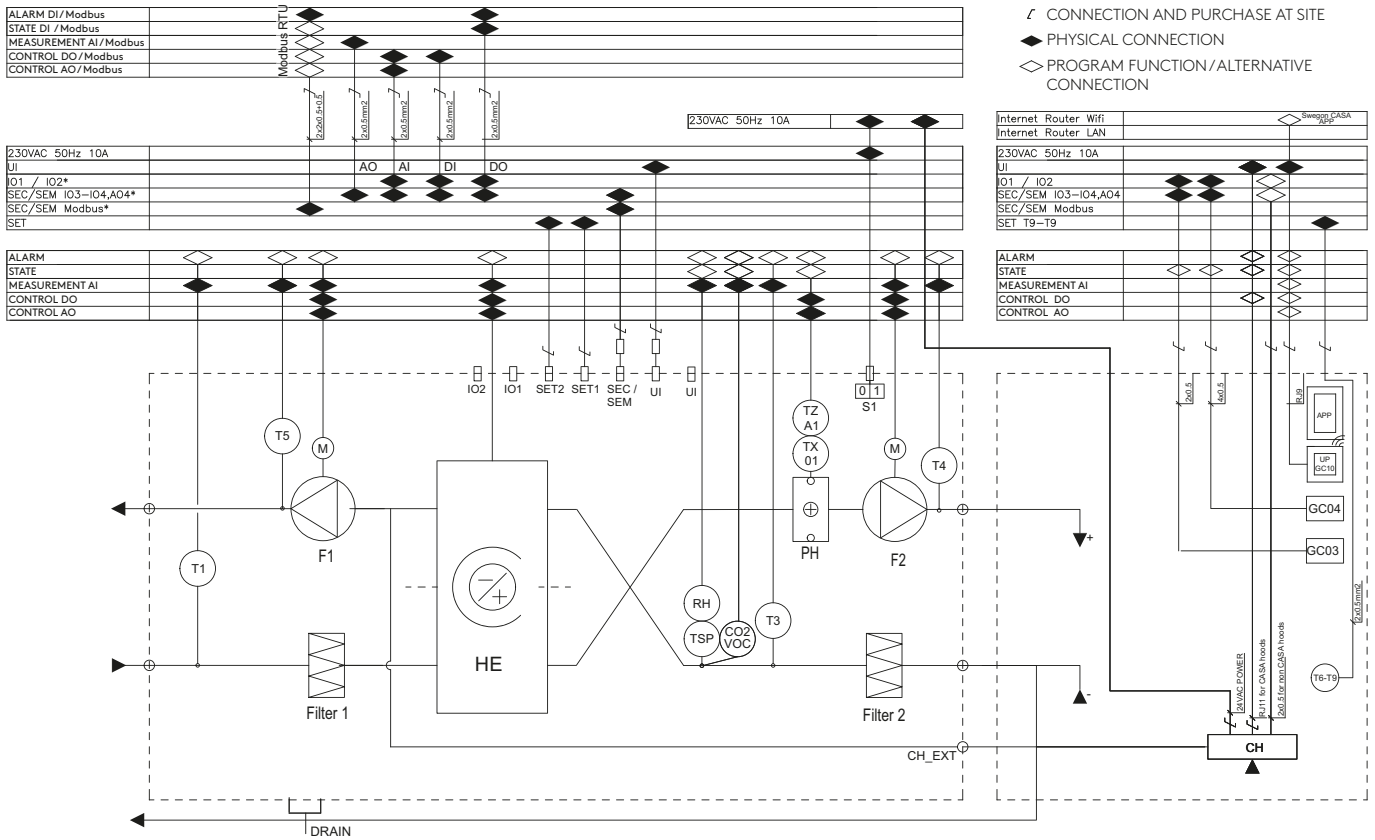 ALARM DI/Modbus
STATE DI /Modbus
MEASUREMENT AI/Modbus
CONTROL DO/Modbus
CONTROL AO/Modbus
Modbus RTU
CONNECTION AND PURCHASE AT SITE
PHYSICAL CONNECTION
PROGRAM FUNCTION/ALTERNATIVE
CONNECTION
2x2x0.5+0.5
2x0.5mm2
2x0.5mm2
2x0.5mm2
2x0.5mm2
230VAC 50Hz 10A
Internet Router Wifi
Internet Router LAN
Swegon CASA
APP
230VAC 50Hz 10A
UI
IO1 / IO2*
SEC/SEM IO3-IO4,AO4*
SEC/SEM Modbus*
SET
AO
AI
DI
DO
230VAC 50Hz 10A
UI
IO1 / IO2
SEC/SEM IO3-IO4,AO4
SEC/SEM Modbus
SET T9-T9
ALARM
STATE
MEASUREMENT AI
CONTROL DO
CONTROL AO
ALARM
STATE
MEASUREMENT AI
CONTROL DO
CONTROL AO
IO2
IO1
SET2
SET1
SEC /
SEM
UI
UI
0 1
S1
2x0.5
4x0.5
RJ9
APP
UP
GC10
GC04
GC03
2x0.5mm2
T6-T9
T5
M
F1
T1
Filter 1
HE
TZ
A1
TX
01
PH
M
F2
T4
RH
TSP
CO2
VOC
T3
Filter 2
24VAC POWER
RJ11 for CASA hoods
2x0.5 for non CASA hoods
CH
CH_EXT
DRAIN
+
-